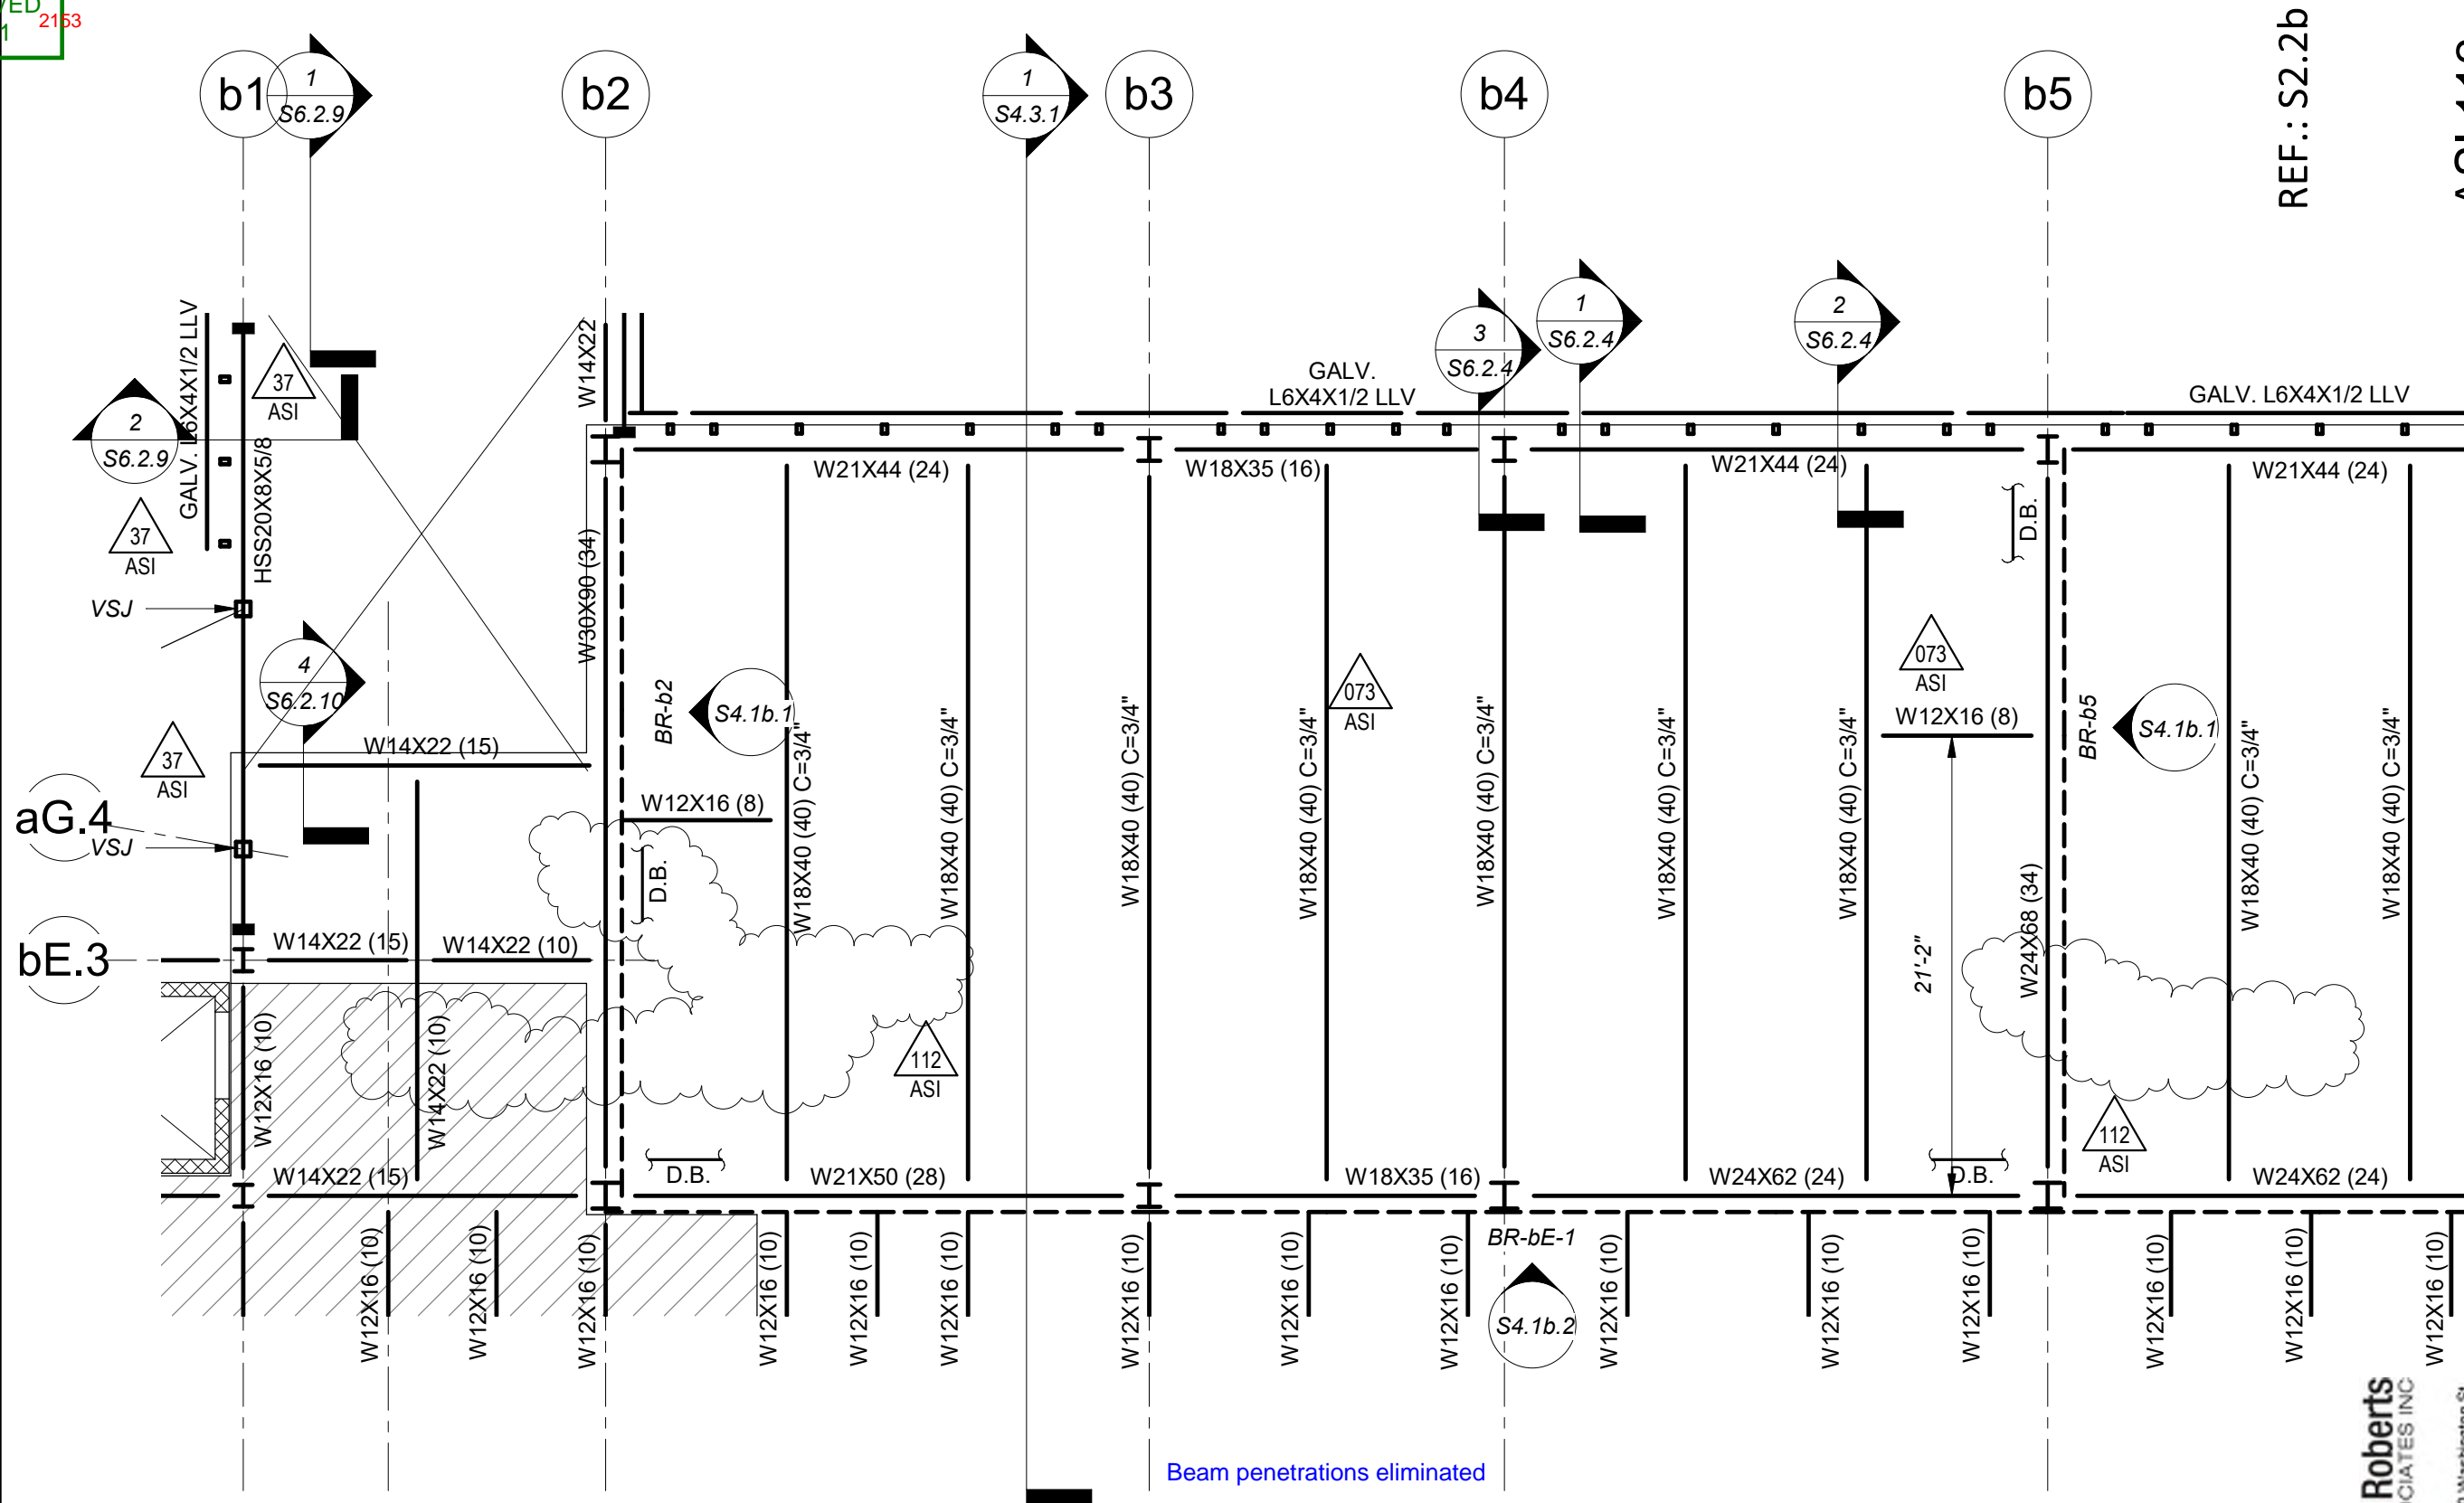 2153
b1
1
S6.2.9
b2
1
S4.3.1
b3
b4
b5
REF.: S2.2b
GALV. L6X4X1/2 LLV
37
ASI
2
S6.2.9
37
ASI
HSS20X8X5/8
VSJ
4
S6.2.10
37
ASI
aG.4
VSJ
bE.3
W14X22
W30X90 (34)
BR-b2
S4.1b.1
W14X22 (15)
W12X16 (8)
D.B.
W14X22 (15)
W14X22 (10)
W12X16 (10)
W14X22 (10)
W14X22 (15)
GALV.
L6X4X1/2 LLV
3
S6.2.4
1
S6.2.4
2
S6.2.4
GALV. L6X4X1/2 LLV
W21X44 (24)
W18X35 (16)
W21X44 (24)
W21X44 (24)
D.B.
073
ASI
073
ASI
W12X16 (8)
BR-b5
S4.1b.1
W18X40 (40) C=3/4"
W18X40 (40) C=3/4"
W18X40 (40) C=3/4"
W18X40 (40) C=3/4"
W18X40 (40) C=3/4"
W18X40 (40) C=3/4"
W18X40 (40) C=3/4"
W18X40 (40) C=3/4"
W18X40 (40) C=3/4"
W24X68 (34)
21'-2"
112
ASI
112
ASI
D.B.
W21X50 (28)
W18X35 (16)
W24X62 (24)
D.B.
W24X62 (24)
W12X16 (10)
W12X16 (10)
W12X16 (10)
W12X16 (10)
W12X16 (10)
W12X16 (10)
W12X16 (10)
W12X16 (10)
W12X16 (10)
BR-bE-1
S4.1b.2
W12X16 (10)
W12X16 (10)
W12X16 (10)
W12X16 (10)
W12X16 (10)
W12X16 (10)
Beam penetrations eliminated
Roberts
CIATES INC